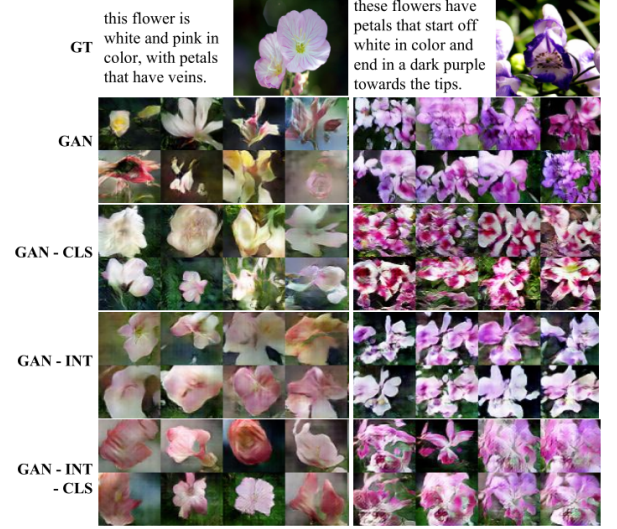 GT
this flower is
white and pink in
color, with petals
that have veins.
these flowers have
petals that start off
white in color and
end in a dark purple
towards the tips.
GAN
GAN - CLS
GAN - INT
GAN - INT
- CLS